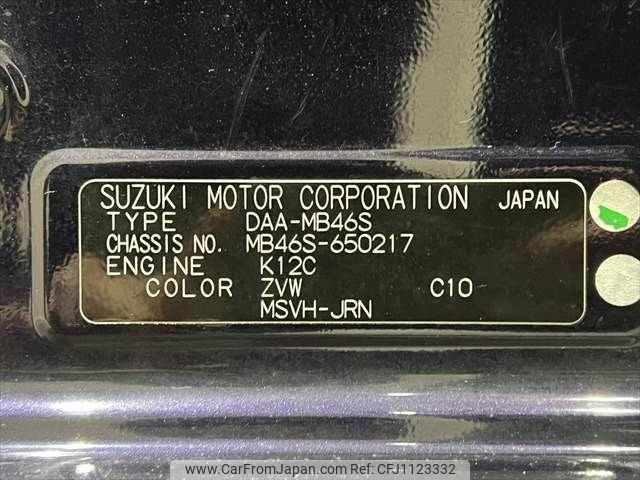 SUZUKI MOTOR CORPORATION JAPAN
TYPE DAA-MB46S
CHASSIS NO. MB46S-650217
ENGINE K12C
COLOR ZVW C10
MSVH-JRN
www.CarFromJapan.com CFJ1123332